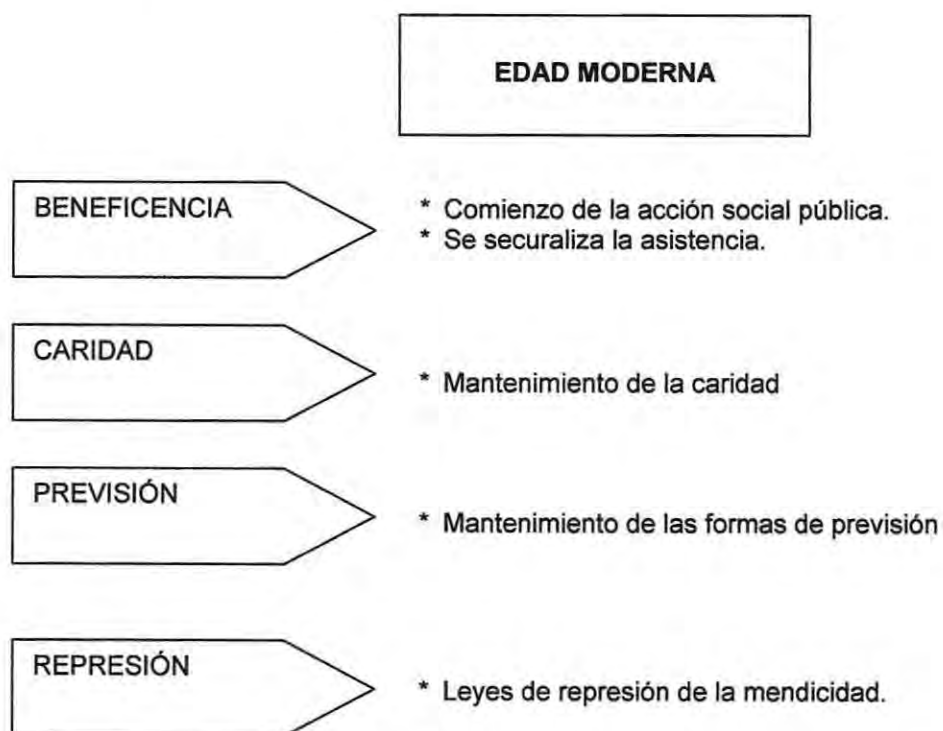 EDAD MODERNA
BENEFICENCIA
* Comienzo de la acción social pública.
* Se securaliza la asistencia.
CARIDAD
* Mantenimiento de la caridad
PREVISIÓN
* Mantenimiento de las formas de previsión
REPRESIÓN
* Leyes de represión de la mendicidad.